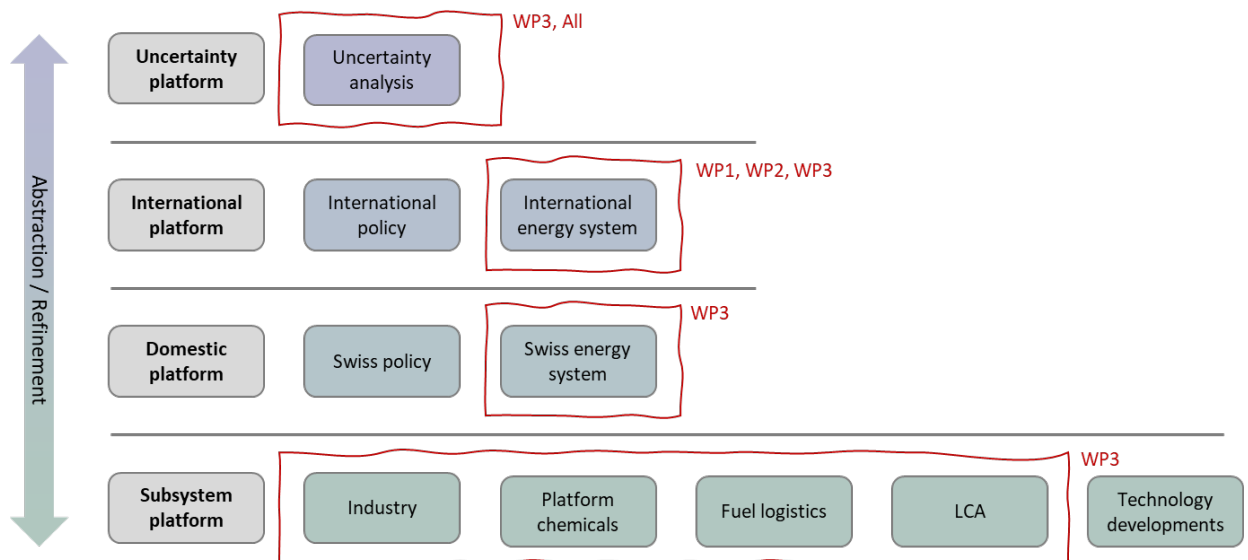 WP3, All
Uncertainty
platform
Uncertainty
analysis
WP1, WP2, WP3
International
platform
International
policy
International
energy system
Abstraction / Refinement
WP3
Domestic
platform
Swiss policy
Swiss energy
system
WP3
Subsystem
platform
Industry
Platform
chemicals
Fuel logistics
LCA
Technology
developments